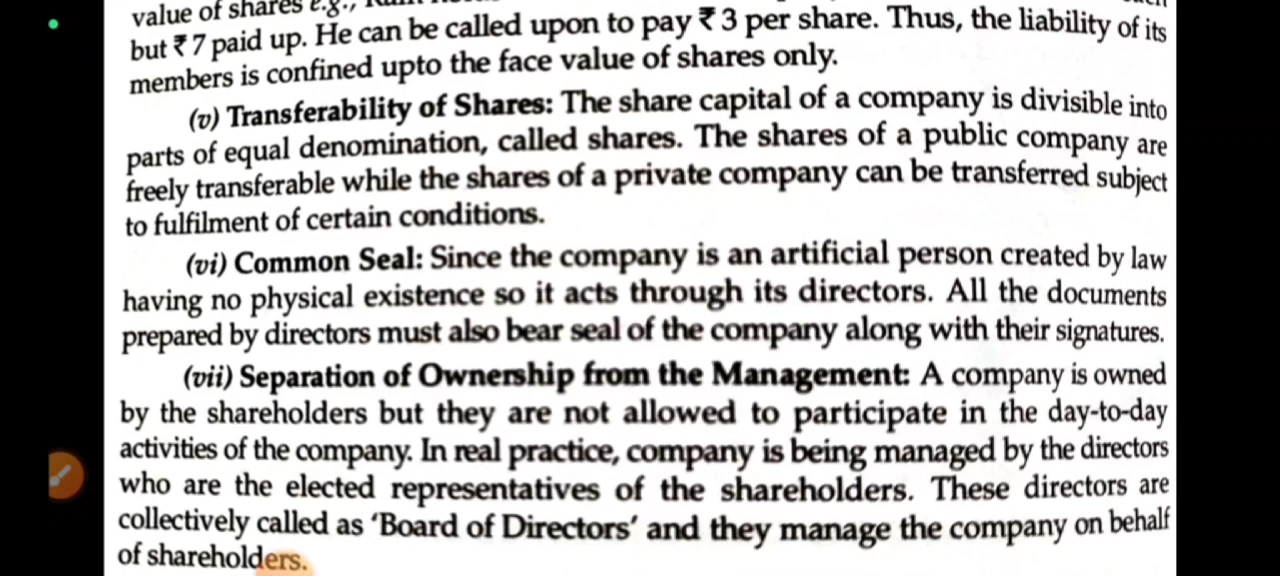 value of shares e.g.,
but ₹ 7 paid up. He can be called upon to pay ₹ 3 per share. Thus, the liability of its
members is confined upto the face value of shares only.
(v) Transferability of Shares: The share capital of a company is divisible into
parts of equal denomination, called shares. The shares of a public company are
freely transferable while the shares of a private company can be transferred subject
to fulfilment of certain conditions.
(vi) Common Seal: Since the company is an artificial person created by law
having no physical existence so it acts through its directors. All the documents
prepared by directors must also bear seal of the company along with their signatures.
(vii) Separation of Ownership from the Management: A company is owned
by the shareholders but they are not allowed to participate in the day-to-day
activities of the company. In real practice, company is being managed by the directors
who are the elected representatives of the shareholders. These directors are
collectively called as ‘Board of Directors’ and they manage the company on behalf
of shareholders.